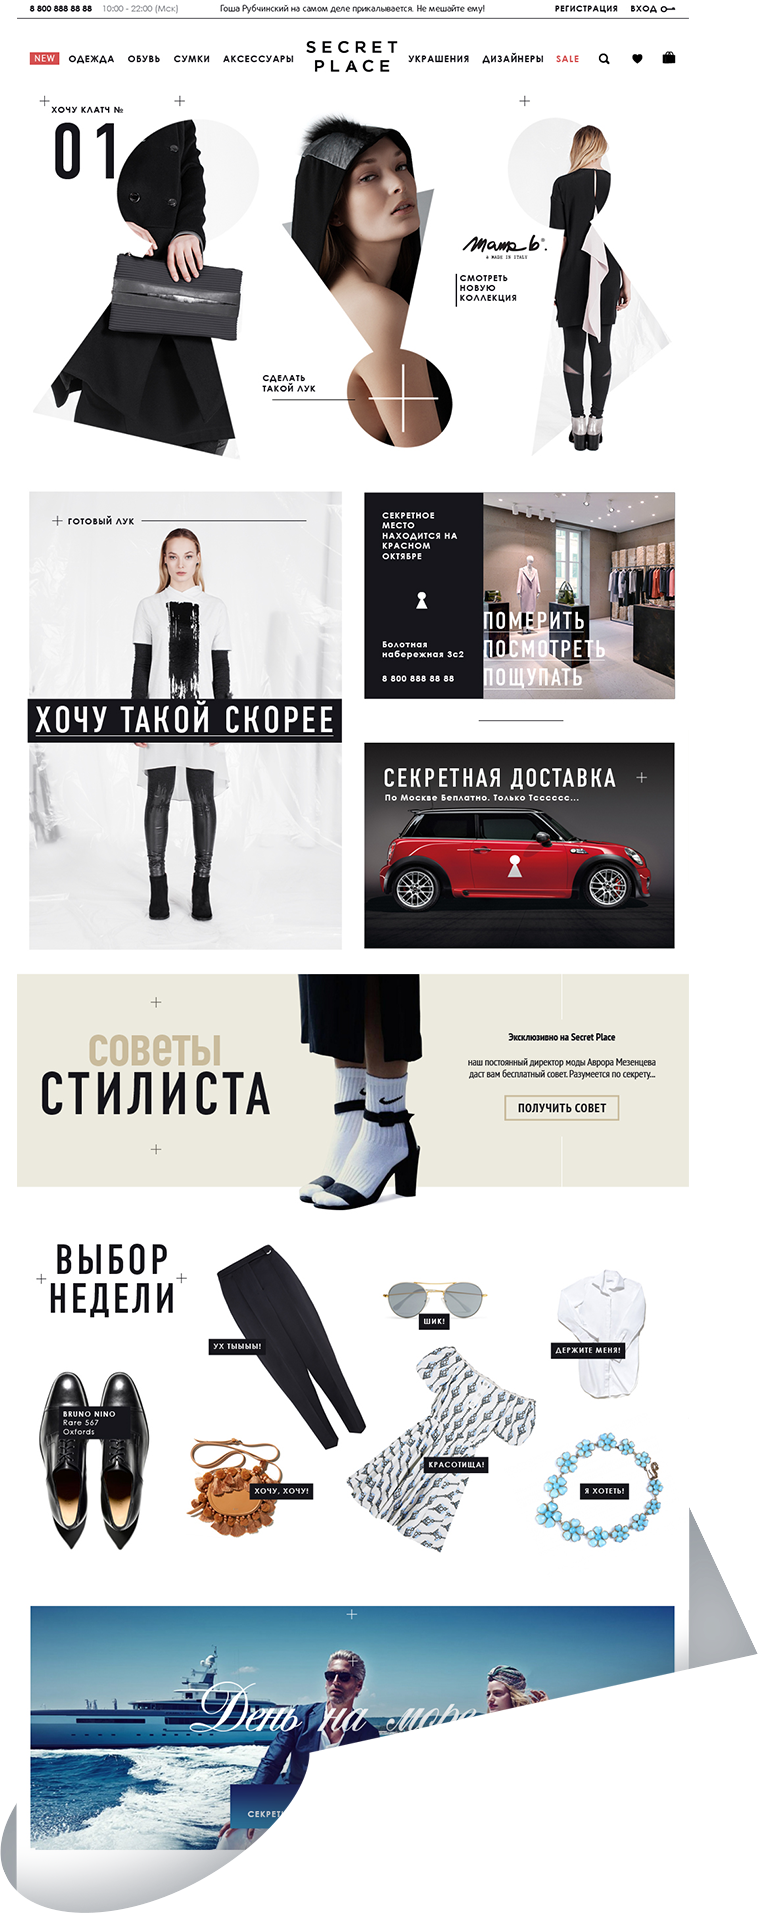 8 800 888 88 88 10:00 - 22:00 (Мск) Гоша Рубчинский на самом деле прикалывается. Не мешайте ему! РЕГИСТРАЦИЯ ВХОД
NEW ОДЕЖДА ОБУВЬ СУМКИ АКСЕССУАРЫ SECRET PLACE УКРАШЕНИЯ ДИЗАЙНЕРЫ SALE
ХОЧУ КЛАТЧ №
01
mama b.®
& MADE IN ITALY
СМОТРЕТЬ
НОВУЮ
КОЛЛЕКЦИЯ
СДЕЛАТЬ
ТАКОЙ ЛУК
ГОТОВЫЙ ЛУК
ХОЧУ ТАКОЙ СКОРЕЕ
СЕКРЕТНОЕ
МЕСТО
НАХОДИТСЯ НА
КРАСНОМ
ОКТЯБРЕ
Болотная
набережная 3с2
8 800 888 88 88
ПОМЕРИТЬ
ПОСМОТРЕТЬ
ПОЩУПАТЬ
СЕКРЕТНАЯ ДОСТАВКА
По Москве Беплатно. Только Тсссссс...
советы
СТИЛИСТА
Эксклюзивно на Secret Place
наш постоянный директор моды Аврора Мезенцева
даст вам бесплатный совет. Разумеется по секрету...
ПОЛУЧИТЬ СОВЕТ
ВЫБОР
НЕДЕЛИ
УХ ТЫЫЫЫ!
ШИК!
ДЕРЖИТЕ МЕНЯ!
BRUNO NINO
Rare 567
Oxfords
ХОЧУ, ХОЧУ!
КРАСОТИЩА!
Я ХОТЕТЬ!
День на море